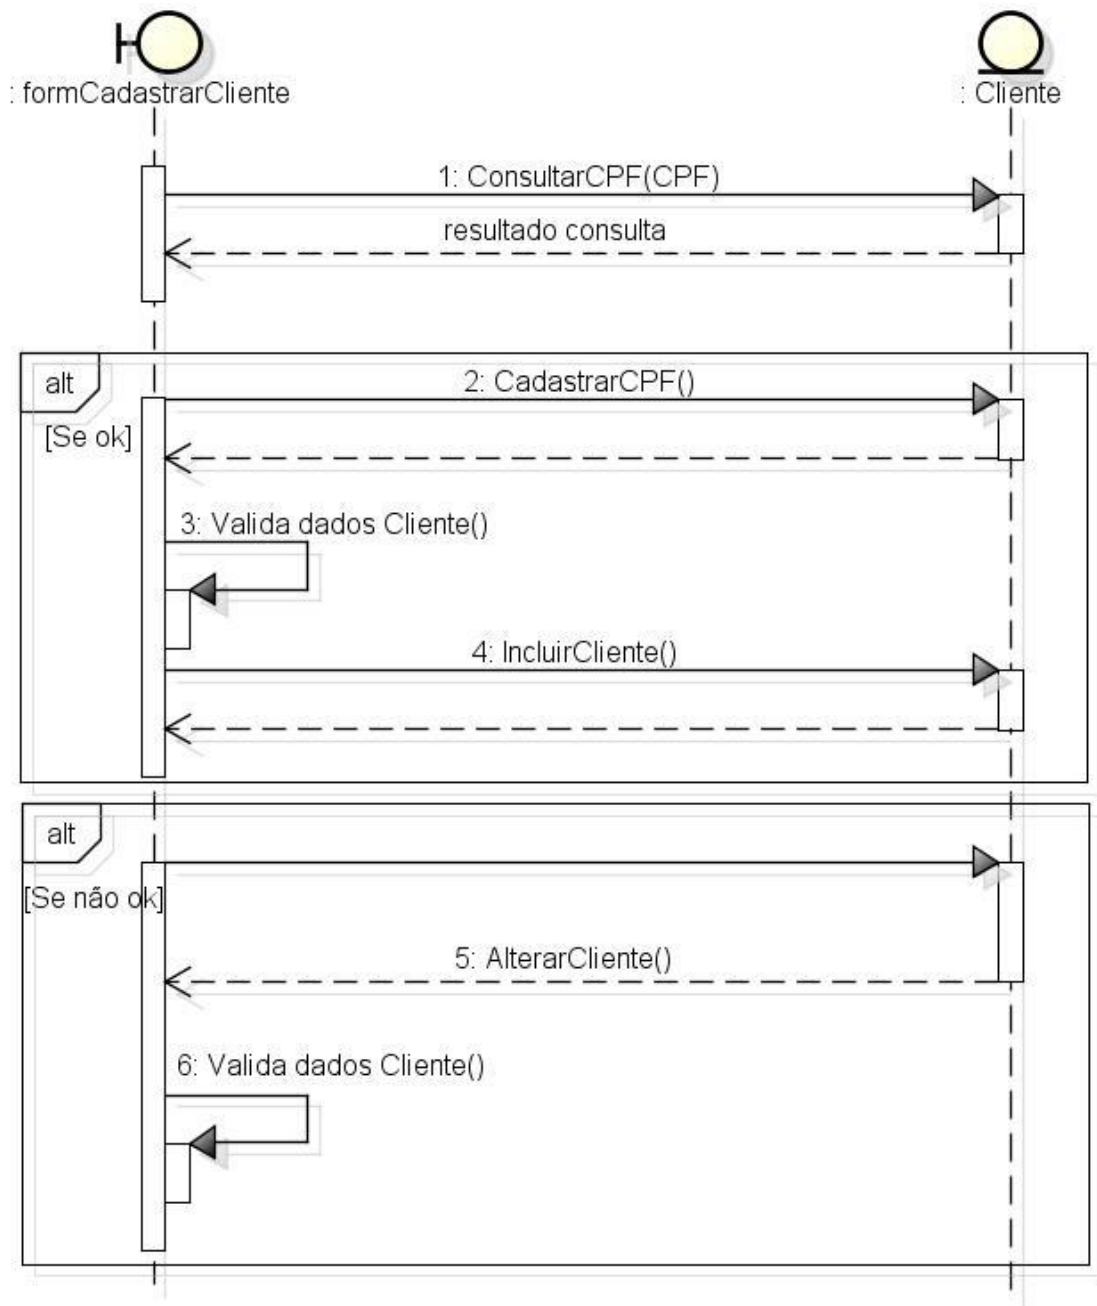 : formCadastrarCliente
: Cliente
1: ConsultarCPF(CPF)
resultado consulta
alt
2: CadastrarCPF()
[Se ok]
3: Valida dados Cliente()
4: IncluirCliente()
alt
[Se não ok]
5: AlterarCliente()
6: Valida dados Cliente()